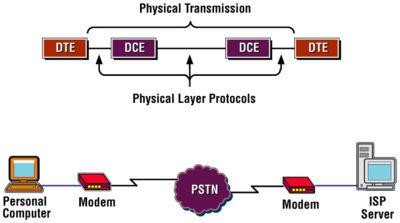 Physical Transmission
DTE DCE DCE DTE
Physical Layer Protocols
PSTN
Personal Computer
Modem
Modem
ISP Server